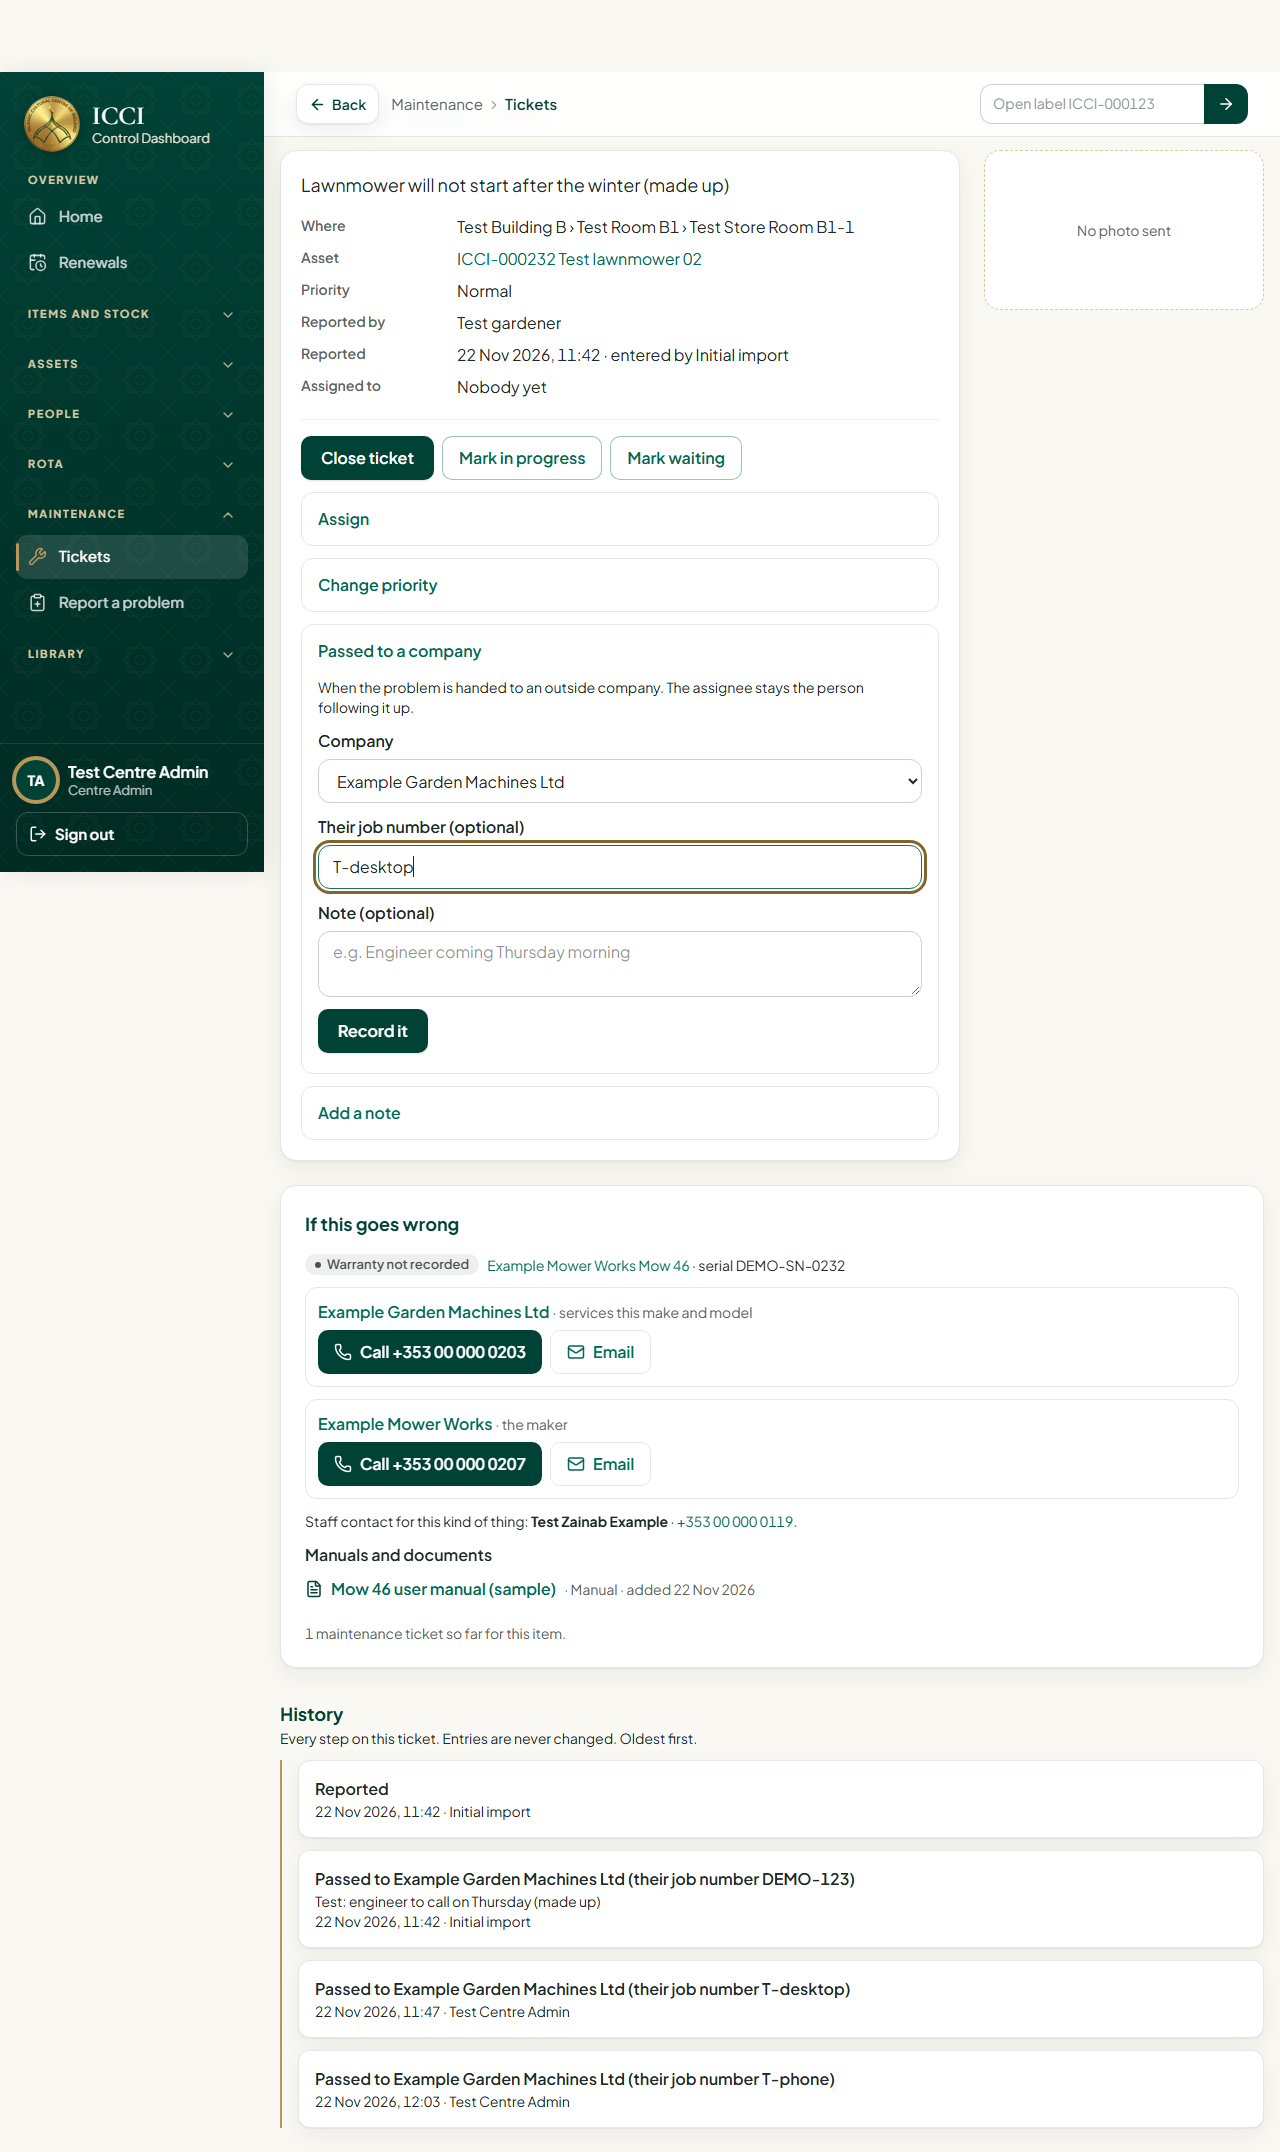 ICCI
Control Dashboard
OVERVIEW
Home
Renewals
ITEMS AND STOCK
ASSETS
PEOPLE
ROTA
MAINTENANCE
Tickets
Report a problem
LIBRARY
TA
Test Centre Admin
Centre Admin
Sign out
Back
Maintenance › Tickets
Open label ICCI-000123
Lawnmower will not start after the winter (made up)
Where Test Building B › Test Room B1 › Test Store Room B1-1
Asset ICCI-000232 Test lawnmower 02
Priority Normal
Reported by Test gardener
Reported 22 Nov 2026, 11:42 · entered by Initial import
Assigned to Nobody yet
Close ticket Mark in progress Mark waiting
Assign
Change priority
Passed to a company
When the problem is handed to an outside company. The assignee stays the person
following it up.
Company
Example Garden Machines Ltd
Their job number (optional)
T-desktop
Note (optional)
e.g. Engineer coming Thursday morning
Record it
Add a note
No photo sent
If this goes wrong
Warranty not recorded Example Mower Works Mow 46 · serial DEMO-SN-0232
Example Garden Machines Ltd · services this make and model
Call +353 00 000 0203 Email
Example Mower Works · the maker
Call +353 00 000 0207 Email
Staff contact for this kind of thing: Test Zainab Example · +353 00 000 0119.
Manuals and documents
Mow 46 user manual (sample) · Manual · added 22 Nov 2026
1 maintenance ticket so far for this item.
History
Every step on this ticket. Entries are never changed. Oldest first.
Reported
22 Nov 2026, 11:42 · Initial import
Passed to Example Garden Machines Ltd (their job number DEMO-123)
Test: engineer to call on Thursday (made up)
22 Nov 2026, 11:42 · Initial import
Passed to Example Garden Machines Ltd (their job number T-desktop)
22 Nov 2026, 11:47 · Test Centre Admin
Passed to Example Garden Machines Ltd (their job number T-phone)
22 Nov 2026, 12:03 · Test Centre Admin